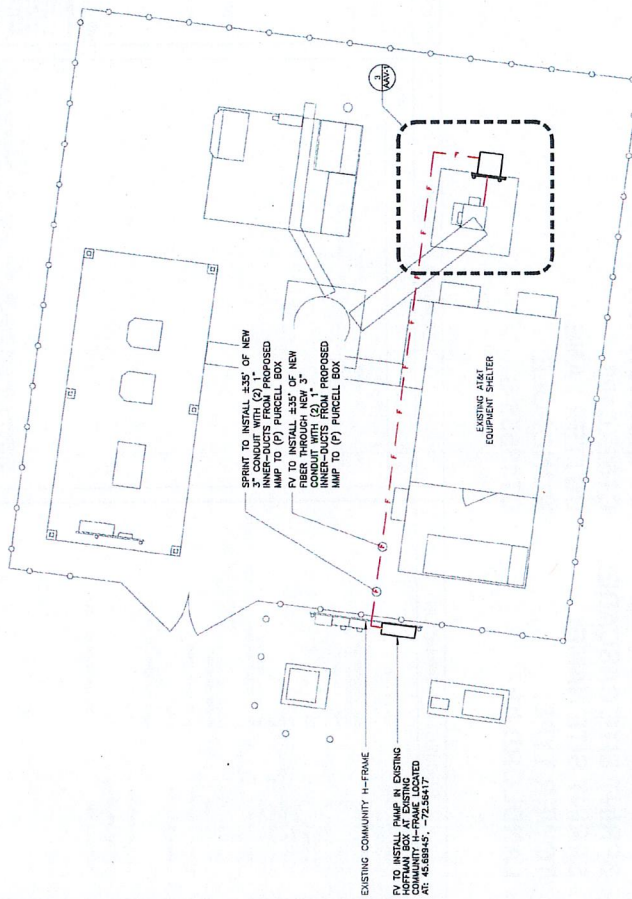 3
AAV-1
SPRINT TO INSTALL ±35' OF NEW
3" CONDUIT WITH (2) 1"
INNER-DUCTS FROM PROPOSED
MMP TO (P) PURCELL BOX
FV TO INSTALL ±35' OF NEW
FIBER THROUGH NEW 3"
CONDUIT WITH (2) 1"
INNER-DUCTS FROM PROPOSED
MMP TO (P) PURCELL BOX
EXISTING AT&T
EQUIPMENT SHELTER
EXISTING COMMUNITY H-FRAME
FV TO INSTALL PMMP IN EXISTING
HOFFMAN BOX AT EXISTING
COMMUNITY H-FRAME LOCATED
AT: -72.56417°
F
F
F
F
F
F